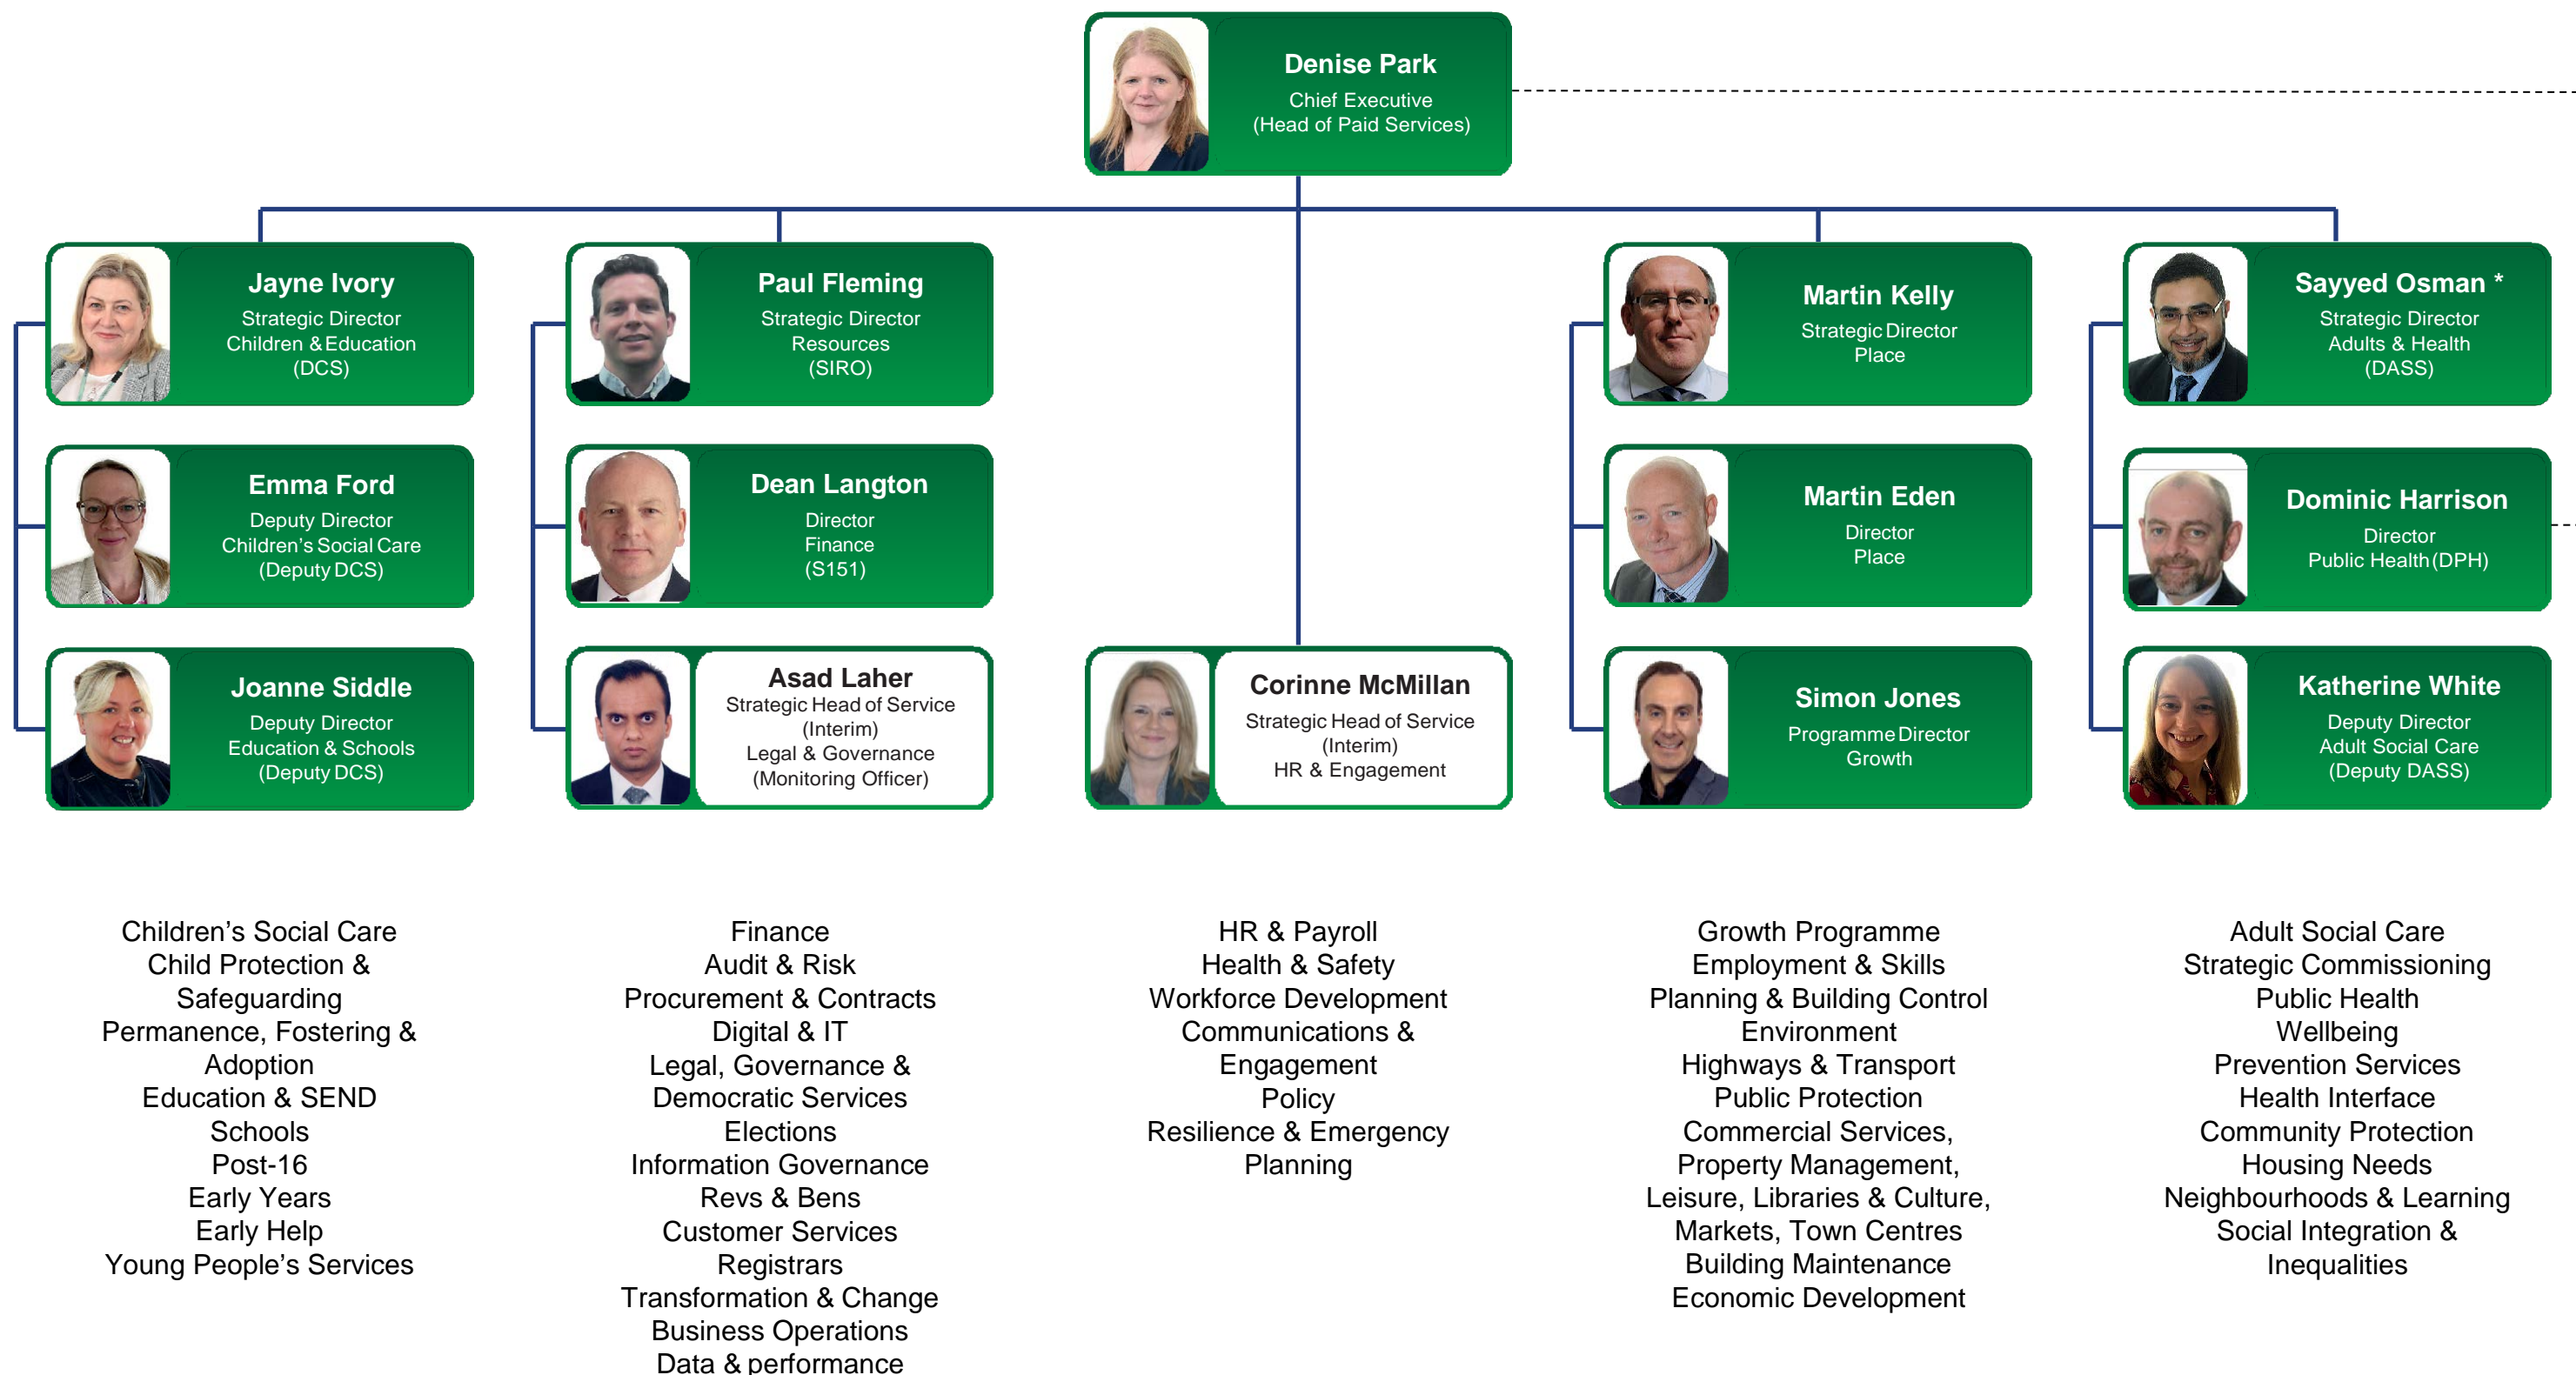 Denise Park
Chief Executive
(Head of Paid Services)
Jayne Ivory
Strategic Director
Children & Education
(DCS)
Paul Fleming
Strategic Director
Resources
(SIRO)
Martin Kelly
Strategic Director
Place
Sayyed Osman *
Strategic Director
Adults & Health
(DASS)
Emma Ford
Deputy Director
Children’s Social Care
(Deputy DCS)
Dean Langton
Director
Finance
(S151)
Martin Eden
Director
Place
Dominic Harrison
Director
Public Health (DPH)
Joanne Siddle
Deputy Director
Education & Schools
(Deputy DCS)
Asad Laher
Strategic Head of Service
(Interim)
Legal & Governance
(Monitoring Officer)
Corinne McMillan
Strategic Head of Service
(Interim)
HR & Engagement
Simon Jones
Programme Director
Growth
Katherine White
Deputy Director
Adult Social Care
(Deputy DASS)
Children’s Social Care
Child Protection &
Safeguarding
Permanence, Fostering &
Adoption
Education & SEND
Schools
Post-16
Early Years
Early Help
Young People’s Services
Finance
Audit & Risk
Procurement & Contracts
Digital & IT
Legal, Governance &
Democratic Services
Elections
Information Governance
Revs & Bens
Customer Services
Registrars
Transformation & Change
Business Operations
Data & performance
HR & Payroll
Health & Safety
Workforce Development
Communications &
Engagement
Policy
Resilience & Emergency
Planning
Growth Programme
Employment & Skills
Planning & Building Control
Environment
Highways & Transport
Public Protection
Commercial Services,
Property Management,
Leisure, Libraries & Culture,
Markets, Town Centres
Building Maintenance
Economic Development
Adult Social Care
Strategic Commissioning
Public Health
Wellbeing
Prevention Services
Health Interface
Community Protection
Housing Needs
Neighbourhoods & Learning
Social Integration &
Inequalities